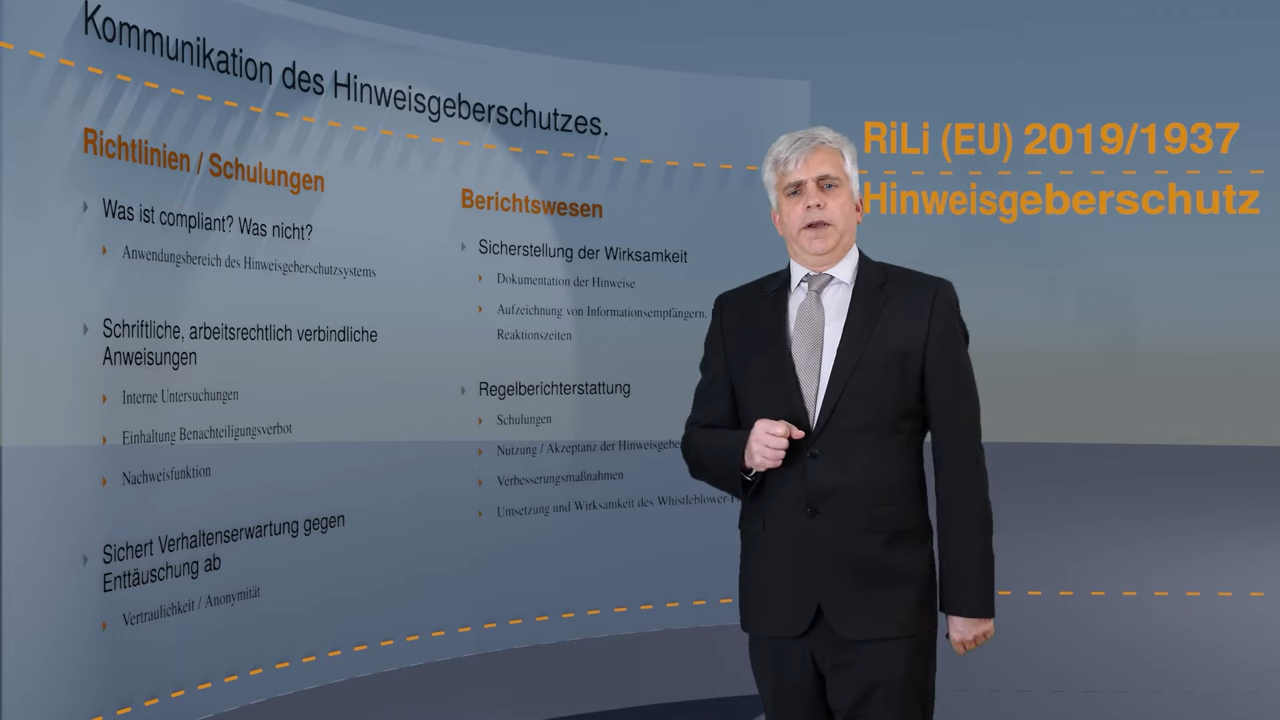 Kommunikation des Hinweisgeberschutzes.
Richtlinien / Schulungen
Was ist compliant? Was nicht?
Anwendungsbereich des Hinweisgeberschutzsystems
Schriftliche, arbeitsrechtlich verbindliche
Anweisungen
Interne Untersuchungen
Einhaltung Benachteiligungsverbot
Nachweisfunktion
Sichert Verhaltenserwartung gegen
Enttäuschung ab
Vertraulichkeit / Anonymität
Berichtswesen
Sicherstellung der Wirksamkeit
Dokumentation der Hinweise
Aufzeichnung von Informationsempfängern,
Reaktionszeiten
Regelberichterstattung
Schulungen
Nutzung / Akzeptanz der
Verbesserungsmaßnahmen
Umsetzung und Wirksamkeit des
RiLi (EU) 2019/1937
Hinweisgeberschutz